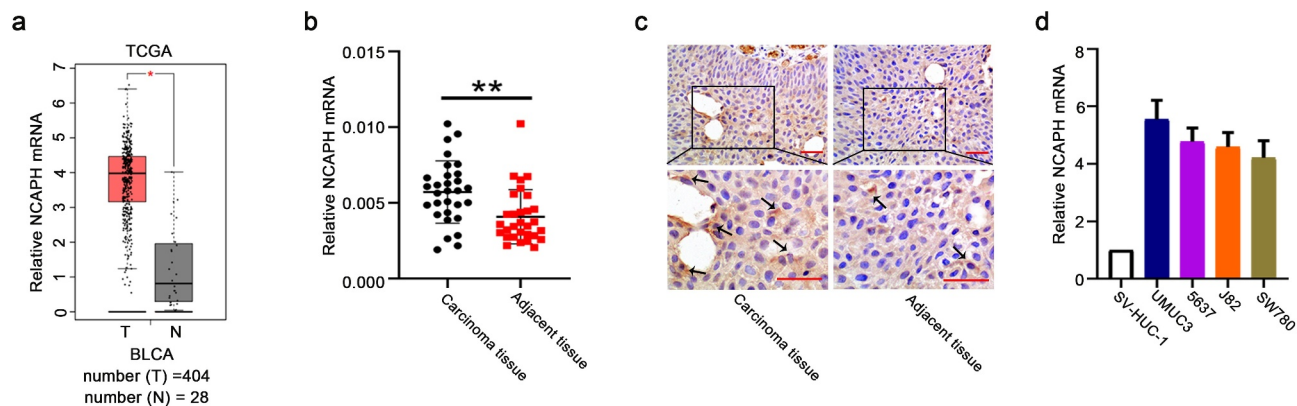 a
TCGA
Relative NCAPH mRNA
7
6
5
4
3
2
1
0
*
T N
BLCA
number (T) =404
number (N) = 28
b
Relative NCAPH mRNA
0.015
0.010
0.005
0.000
**
Carcinoma tissue
Adjacent tissue
c
Carcinoma tissue
Adjacent tissue
d
Relative NCAPH mRNA
8
6
4
2
0
SV-HUC-1
UMUC3
5637
J82
SW780